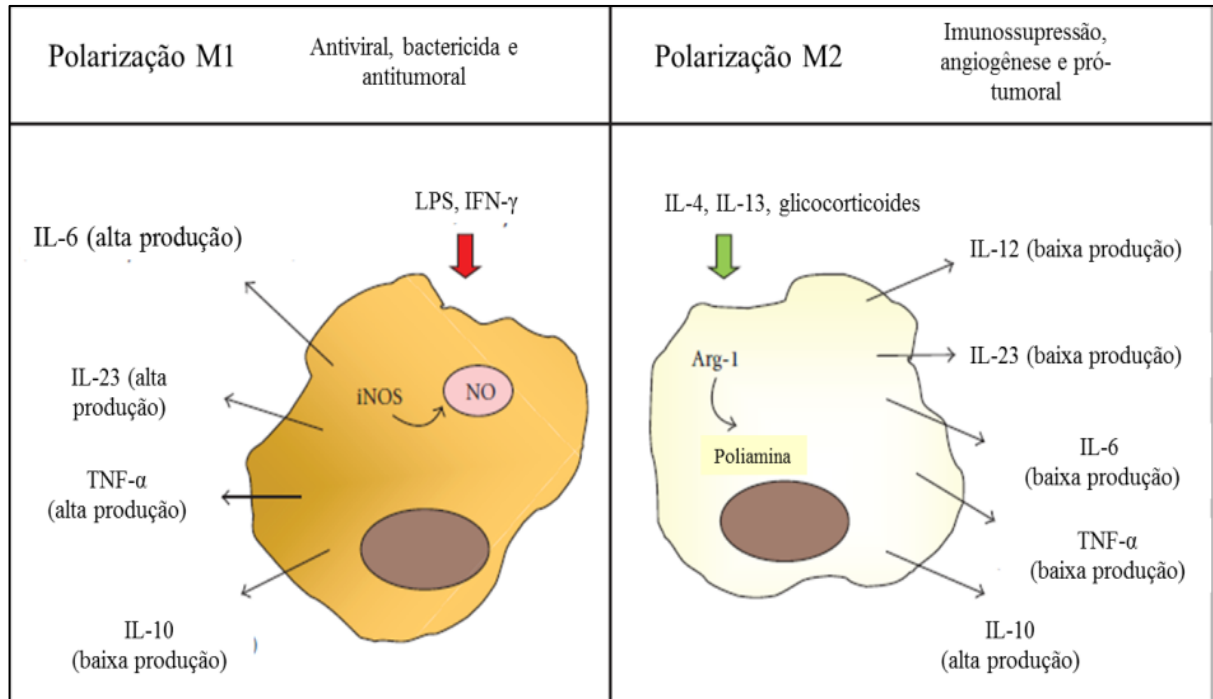 Polarização M1
Antiviral, bactericida e
antitumoral
Polarização M2
Imunossupressão,
angiogênese e pró-
tumoral
LPS, IFN-γ
IL-6 (alta produção)
IL-23 (alta
produção)
iNOS
NO
TNF-α
(alta produção)
IL-10
(baixa produção)
)
IL-4, IL-13, glicocorticoides
IL-12 (baixa produção)
Arg-1
IL-23 (baixa produção)
Poliamina
IL-6
(baixa produção)
TNF-α
(baixa produção)
IL-10
(alta produção)